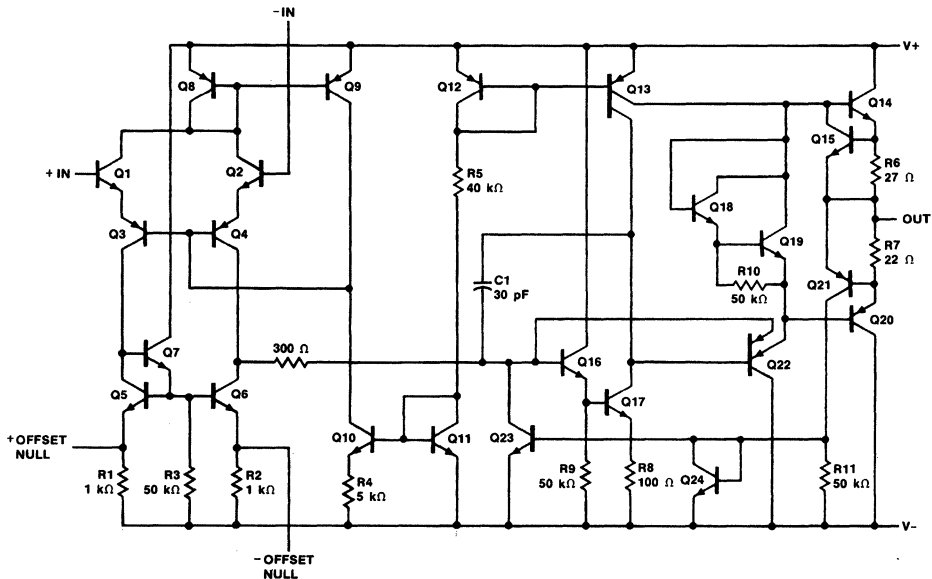 −IN
V+
Q8
Q9
Q12
Q13
Q14
Q15
R6
27 Ω
+IN
Q1
Q2
R5
40 kΩ
Q18
OUT
Q3
Q4
Q19
R7
22 Ω
C1
30 pF
R10
50 kΩ
Q21
Q20
Q7
300 Ω
Q16
Q22
Q5
Q6
Q17
+OFFSET
NULL
Q10
Q11
Q23
R1
1 kΩ
R3
50 kΩ
R2
1 kΩ
R4
5 kΩ
R9
50 kΩ
R8
100 Ω
Q24
R11
50 kΩ
V−
−OFFSET
NULL